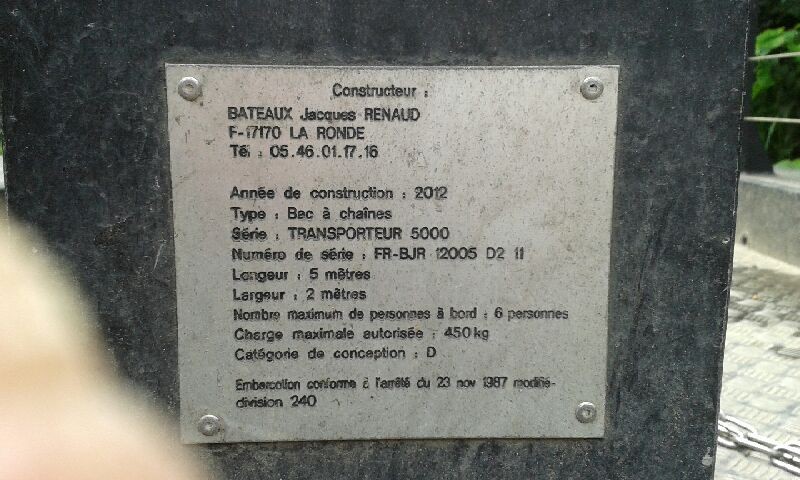 Constructeur :
BATEAUX Jacques RENAUD
F-17170 LA RONDE
Tél : 05.46.01.17.16
Année de construction : 2012
Type : Bac à chaînes
Série : TRANSPORTEUR 5000
Numéro de série : FR-BJR 12005 D2 11
Longeur : 5 mètres
Largeur : 2 mètres
Nombre maximum de personnes à bord : 6 personnes
Charge maximale autorisée : 450 kg
Catégorie de conception : D
Embarcation conforme à l'arrêté du 23 nov 1987 modifié-
division 240